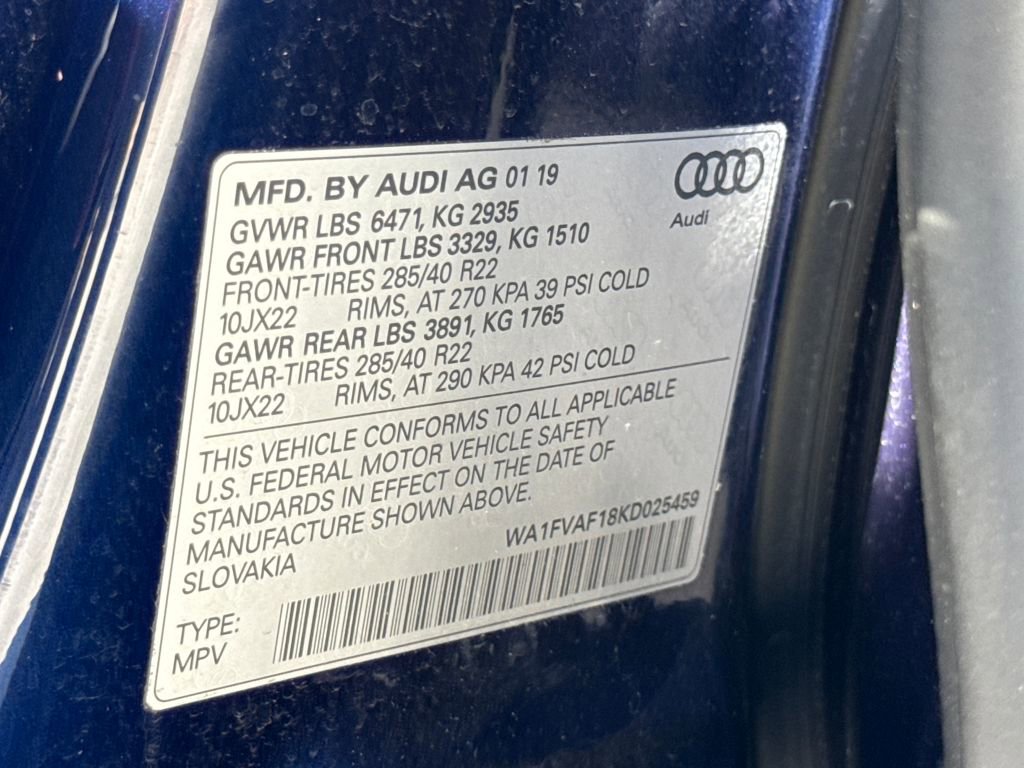 MFD. BY AUDI AG 01 19
Audi
GVWR LBS 6471, KG 2935
GAWR FRONT LBS 3329, KG 1510
FRONT-TIRES 285/40 R22
10JX22 RIMS, AT 270 KPA 39 PSI COLD
GAWR REAR LBS 3891, KG 1765
REAR-TIRES 285/40 R22
10JX22 RIMS, AT 290 KPA 42 PSI COLD
THIS VEHICLE CONFORMS TO ALL APPLICABLE
U.S. FEDERAL MOTOR VEHICLE SAFETY
STANDARDS IN EFFECT ON THE DATE OF
MANUFACTURE SHOWN ABOVE.
SLOVAKIA
WA1FVAF18KD025459
TYPE:
MPV